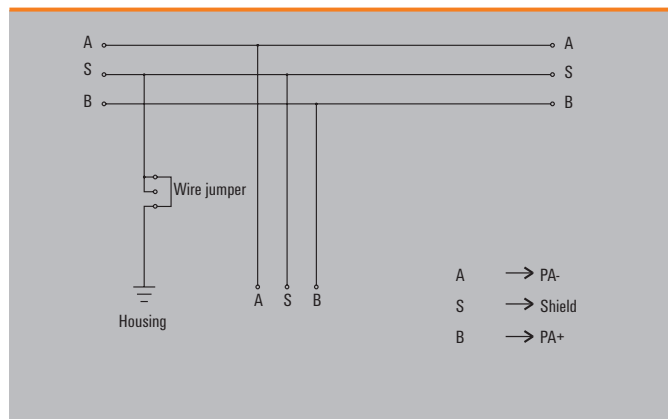 A A
S S
B B
Wire jumper
A S B
Housing
A PA-
S Shield
B PA+